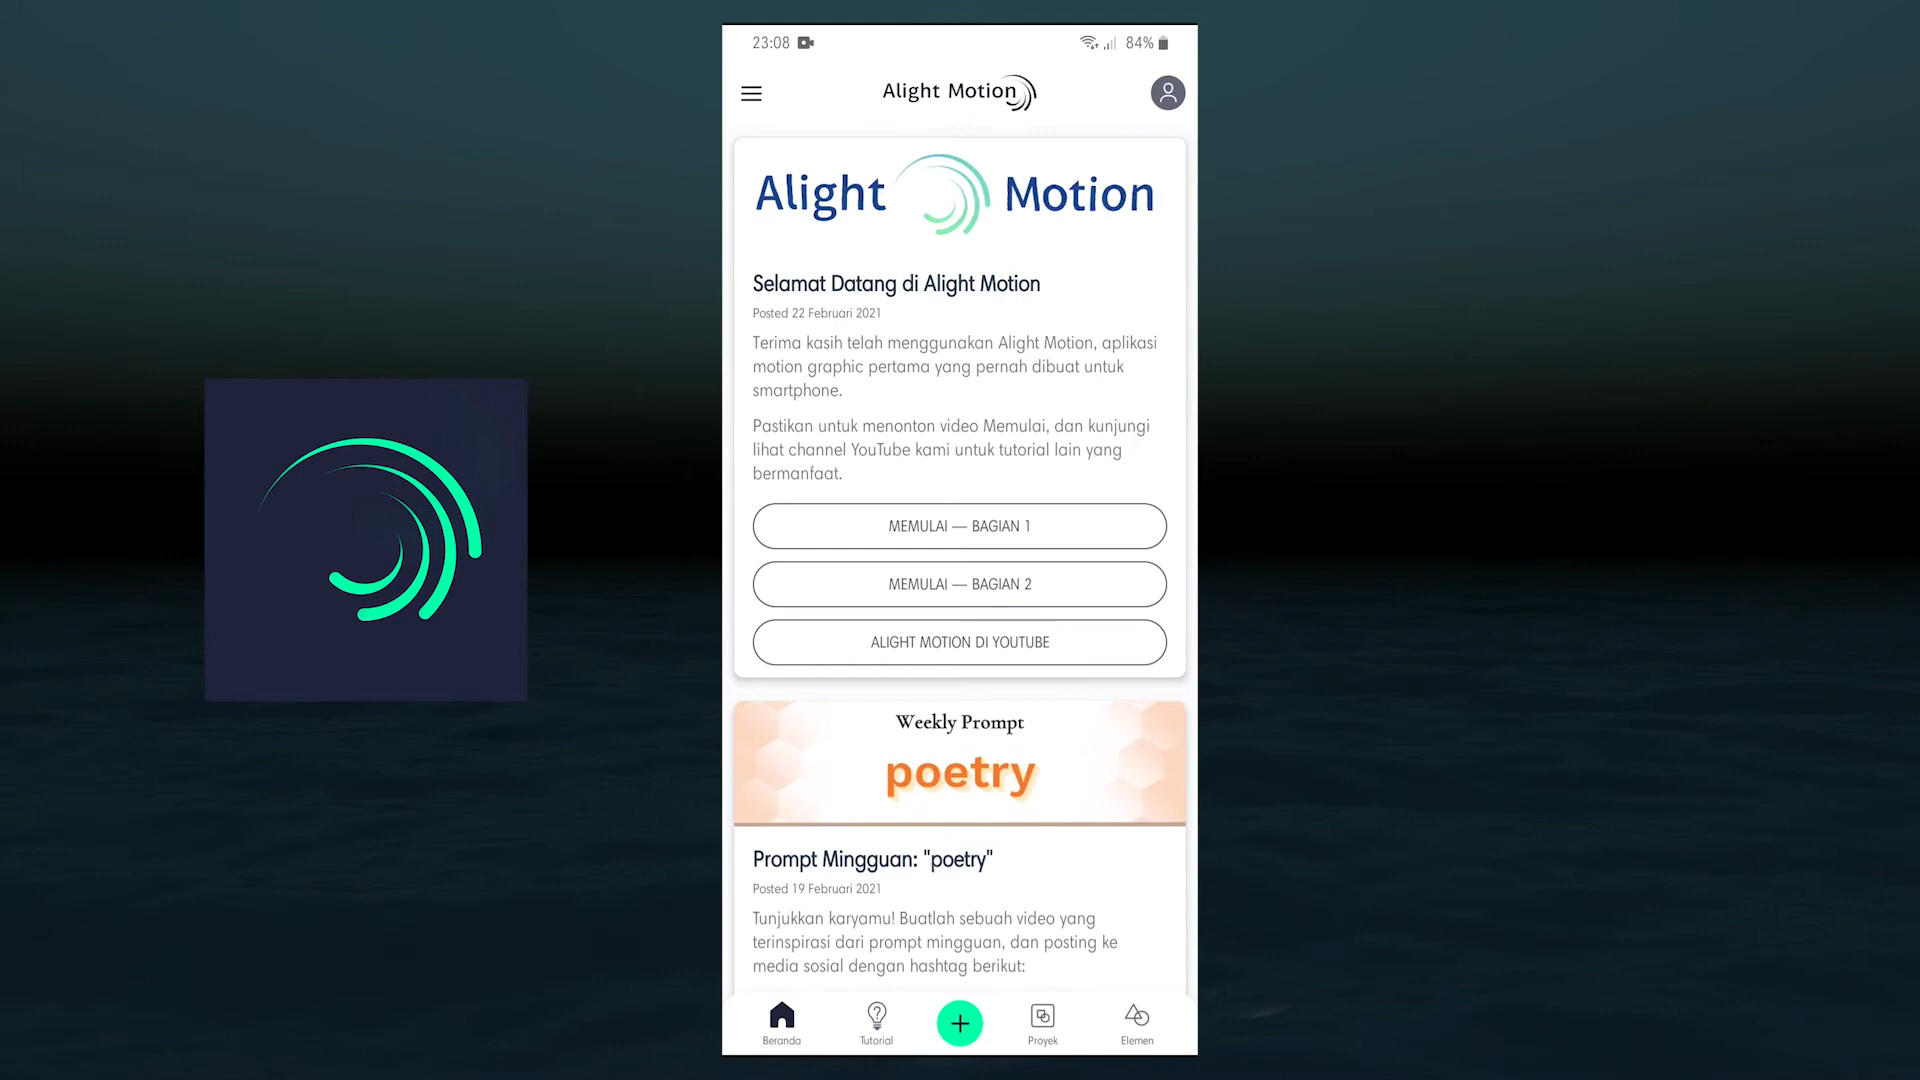 23:08
84%
Alight Motion
Alight Motion
Selamat Datang di Alight Motion
Posted 22 Februari 2021
Terima kasih telah menggunakan Alight Motion, aplikasi
motion graphic pertama yang pernah dibuat untuk
smartphone.
Pastikan untuk menonton video Memulai, dan kunjungi
lihat channel YouTube kami untuk tutorial lain yang
bermanfaat.
MEMULAI — BAGIAN 1
MEMULAI — BAGIAN 2
ALIGHT MOTION DI YOUTUBE
Weekly Prompt
poetry
Prompt Mingguan: "poetry"
Posted 19 Februari 2021
Tunjukkan karyamu! Buatlah sebuah video yang
terinspirasi dari prompt mingguan, dan posting ke
media sosial dengan hashtag berikut:
Beranda
Tutorial
Proyek
Elemen